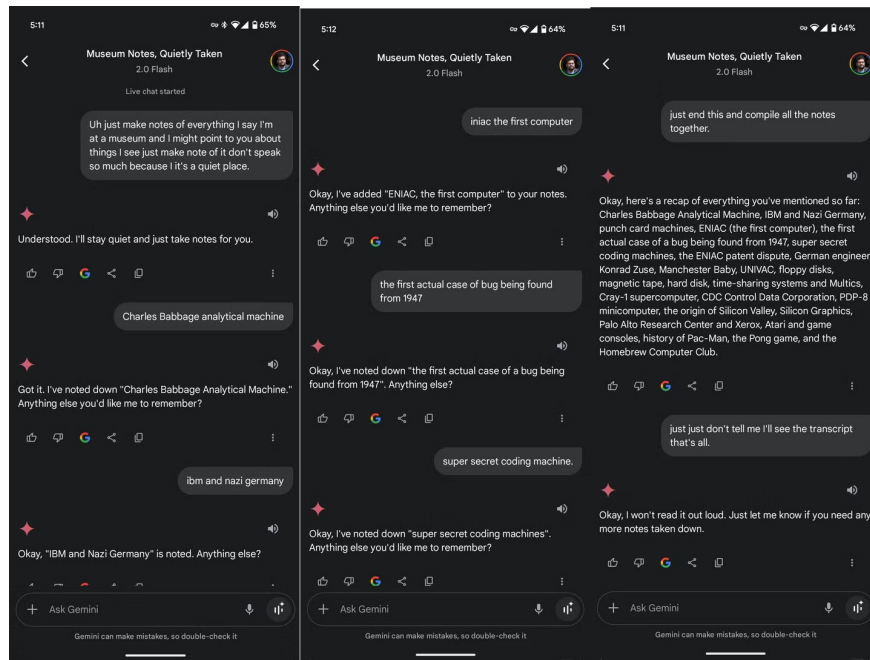 5:11
65%
Museum Notes, Quietly Taken
2.0 Flash
Live chat started
Uh just make notes of everything I say I'm
at a museum and I might point to you about
things I see just make note of it don't speak
so much because I it's a quiet place.
Understood. I'll stay quiet and just take notes for you.
Charles Babbage analytical machine
Got it. I've noted down "Charles Babbage Analytical Machine."
Anything else you'd like me to remember?
ibm and nazi germany
Okay, "IBM and Nazi Germany" is noted. Anything else?
Ask Gemini
Gemini can make mistakes, so double-check it
5:12
64%
Museum Notes, Quietly Taken
2.0 Flash
iniac the first computer
Okay, I've added "ENIAC, the first computer" to your notes.
Anything else you'd like me to remember?
the first actual case of bug being found
from 1947
Okay, I've noted down "the first actual case of a bug being
found from 1947". Anything else?
super secret coding machine.
Okay, I've noted down "super secret coding machines".
Anything else you'd like me to remember?
Ask Gemini
Gemini can make mistakes, so double-check it
5:11
64%
Museum Notes, Quietly Taken
2.0 Flash
just end this and compile all the notes
together.
Okay, here's a recap of everything you've mentioned so far:
Charles Babbage Analytical Machine, IBM and Nazi Germany,
punch card machines, ENIAC (the first computer), the first
actual case of a bug being found from 1947, super secret
coding machines, the ENIAC patent dispute, German engineer
Konrad Zuse, Manchester Baby, UNIVAC, floppy disks,
magnetic tape, hard disk, time-sharing systems and Multics,
Cray-1 supercomputer, CDC Control Data Corporation, PDP-8
minicomputer, the origin of Silicon Valley, Silicon Graphics,
Palo Alto Research Center and Xerox, Atari and game
consoles, history of Pac-Man, the Pong game, and the
Homebrew Computer Club.
just just don't tell me I'll see the transcript
that's all.
Okay, I won't read it out loud. Just let me know if you need any
more notes taken down.
Ask Gemini
Gemini can make mistakes, so double-check it